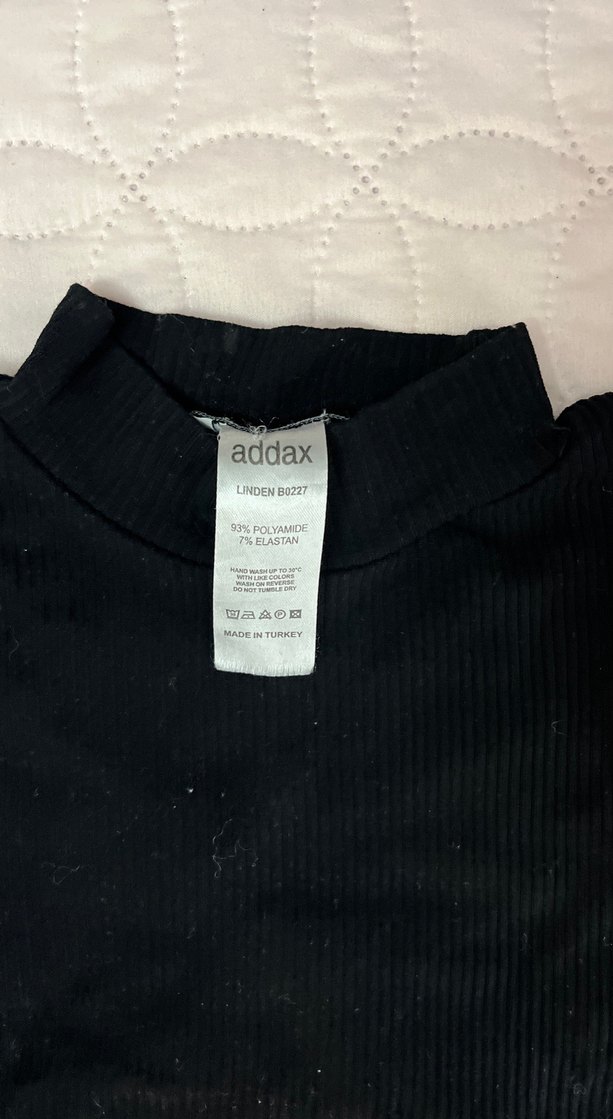 addax
LINDEN B0227
93% POLYAMIDE
7% ELASTAN
HAND WASH UP TO 30°C
WITH LIKE COLORS
WASH ON REVERSE
DO NOT TUMBLE DRY
MADE IN TURKEY